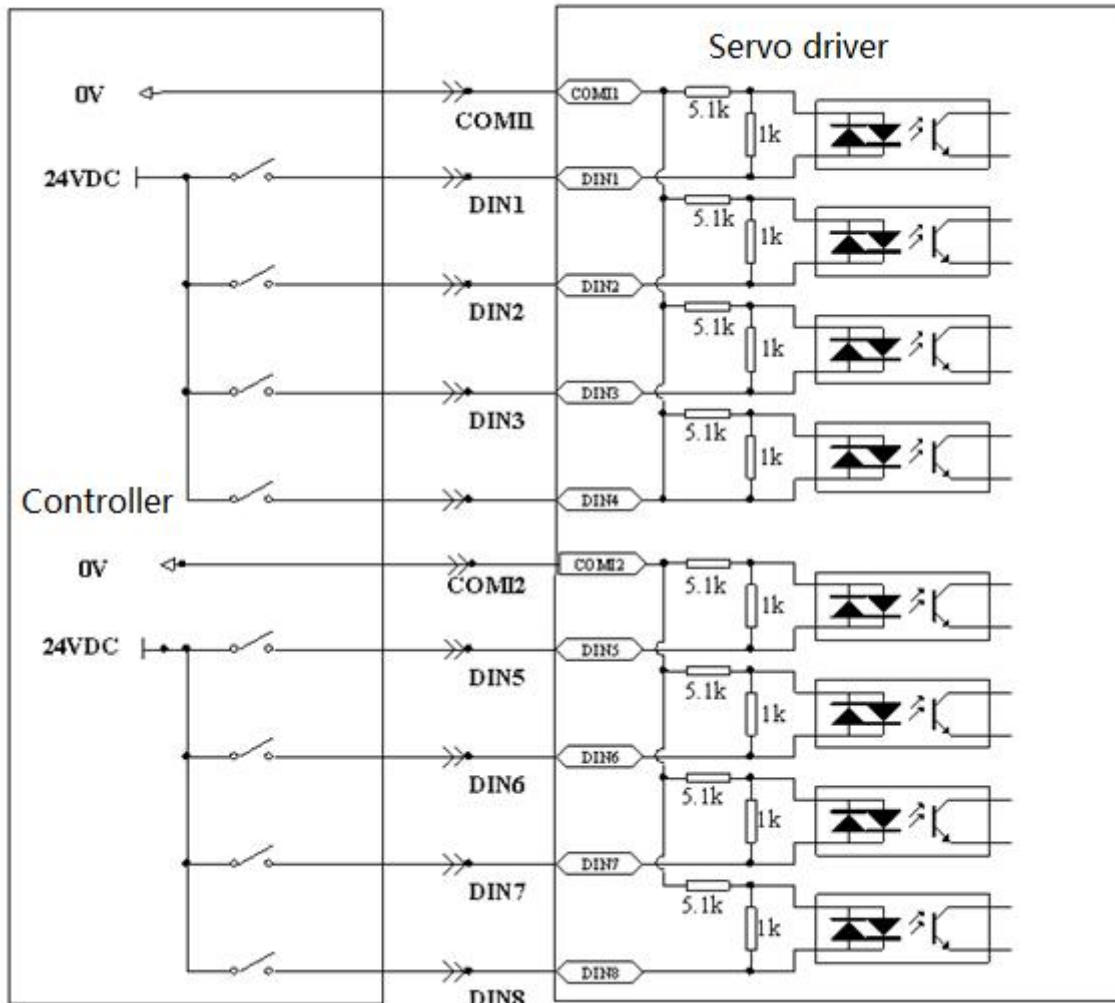 Servo driver
0V
COMI1
COMI1
5.1k
1k
24VDC
DIN1
DIN1
5.1k
1k
DIN2
DIN2
5.1k
1k
DIN3
DIN3
5.1k
1k
Controller
DIN4
0V
COMI2
COMI2
5.1k
1k
24VDC
DIN5
DIN5
5.1k
1k
DIN6
DIN6
5.1k
1k
DIN7
DIN7
5.1k
1k
DIN8
DIN8